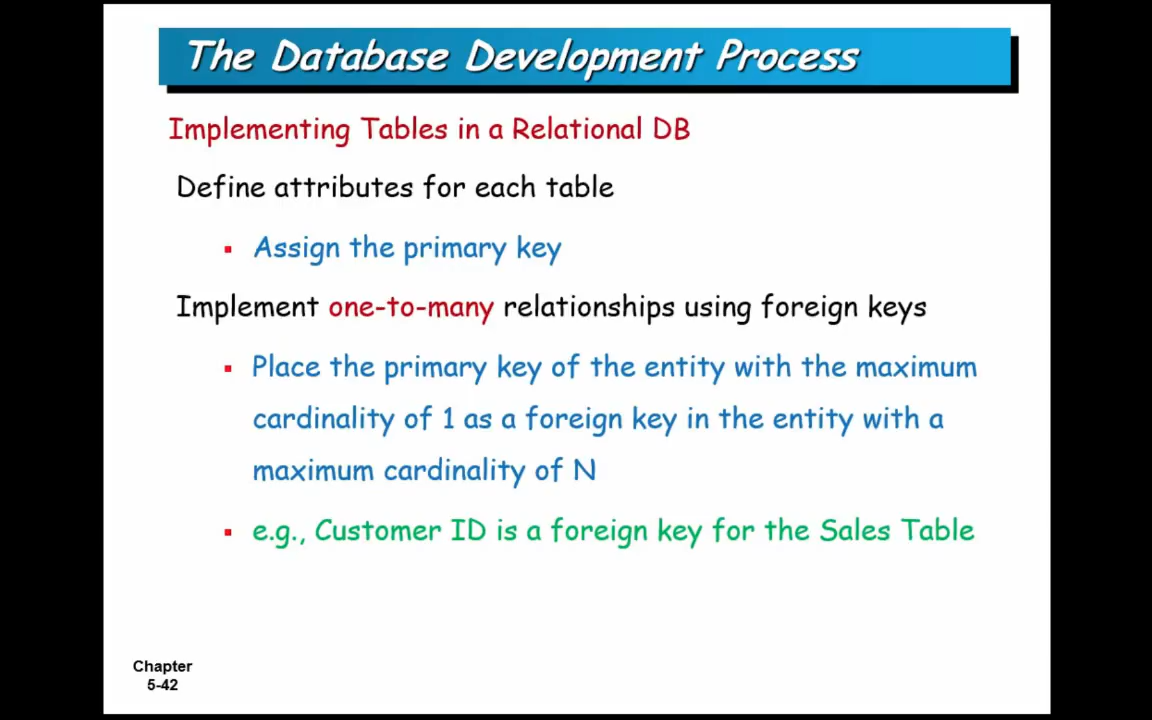 The Database Development Process
Implementing Tables in a Relational DB
Define attributes for each table
▪ Assign the primary key
Implement one-to-many relationships using foreign keys
▪ Place the primary key of the entity with the maximum
cardinality of 1 as a foreign key in the entity with a
maximum cardinality of N
▪ e.g., Customer ID is a foreign key for the Sales Table
Chapter
5-42